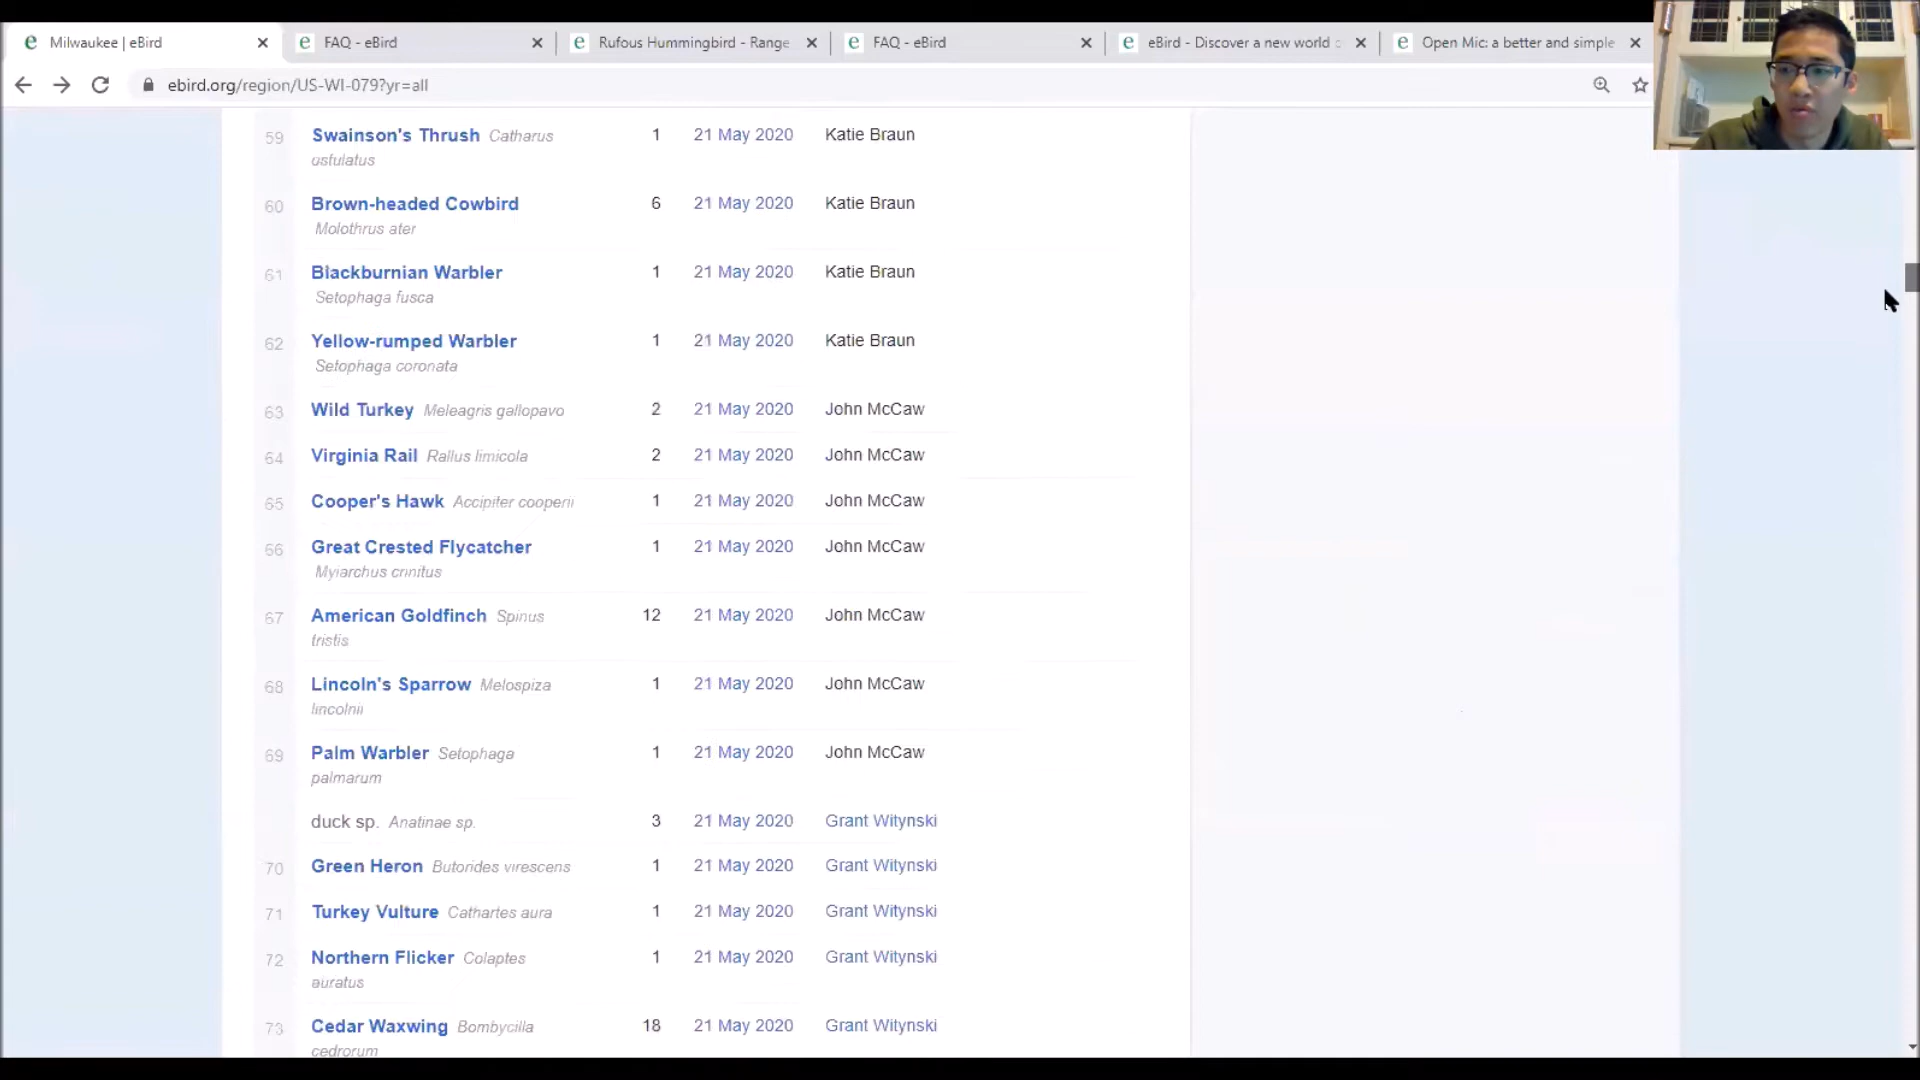 Milwaukee | eBird
FAQ - eBird
Rufous Hummingbird - Range
FAQ - eBird
eBird - Discover a new world
Open Mic: a better and simple
ebird.org/region/US-WI-079?yr=all
59 Swainson's Thrush Catharus 1 21 May 2020 Katie Braun
ustulatus
60 Brown-headed Cowbird 6 21 May 2020 Katie Braun
Molothrus ater
61 Blackburnian Warbler 1 21 May 2020 Katie Braun
Setophaga fusca
62 Yellow-rumped Warbler 1 21 May 2020 Katie Braun
Setophaga coronata
63 Wild Turkey Meleagris gallopavo 2 21 May 2020 John McCaw
64 Virginia Rail Rallus limicola 2 21 May 2020 John McCaw
65 Cooper's Hawk Accipiter cooperii 1 21 May 2020 John McCaw
66 Great Crested Flycatcher 1 21 May 2020 John McCaw
Myiarchus crinitus
67 American Goldfinch Spinus 12 21 May 2020 John McCaw
tristis
68 Lincoln's Sparrow Melospiza 1 21 May 2020 John McCaw
lincolnii
69 Palm Warbler Setophaga 1 21 May 2020 John McCaw
palmarum
duck sp. Anatinae sp. 3 21 May 2020 Grant Witynski
70 Green Heron Butorides virescens 1 21 May 2020 Grant Witynski
71 Turkey Vulture Cathartes aura 1 21 May 2020 Grant Witynski
72 Northern Flicker Colaptes 1 21 May 2020 Grant Witynski
auratus
73 Cedar Waxwing Bombycilla 18 21 May 2020 Grant Witynski
cedrorum